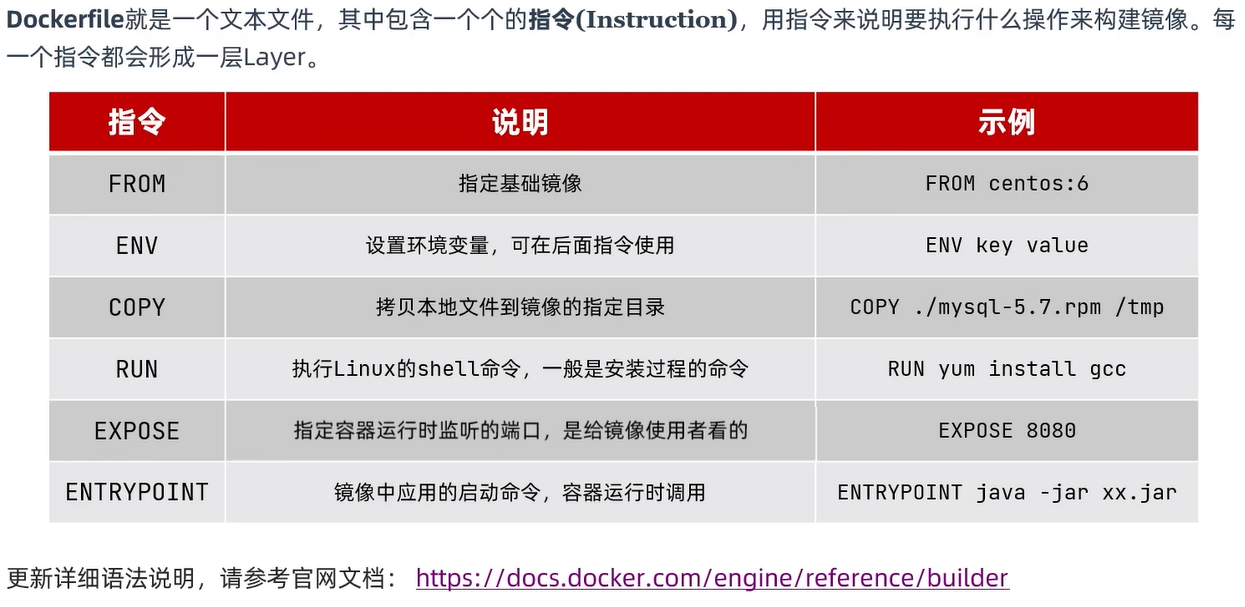 Dockerfile就是一个文本文件，其中包含一个个的指令(Instruction)，用指令来说明要执行什么操作来构建镜像。每
一个指令都会形成一层Layer。
指令 说明 示例
FROM 指定基础镜像 FROM centos:6
ENV 设置环境变量，可在后面指令使用 ENV key value
COPY 拷贝本地文件到镜像的指定目录 COPY ./mysql-5.7.rpm /tmp
RUN 执行Linux的shell命令，一般是安装过程的命令 RUN yum install gcc
EXPOSE 指定容器运行时监听的端口，是给镜像使用者看的 EXPOSE 8080
ENTRYPOINT 镜像中应用的启动命令，容器运行时调用 ENTRYPOINT java -jar xx.jar
更新详细语法说明，请参考官网文档： https://docs.docker.com/engine/reference/builder